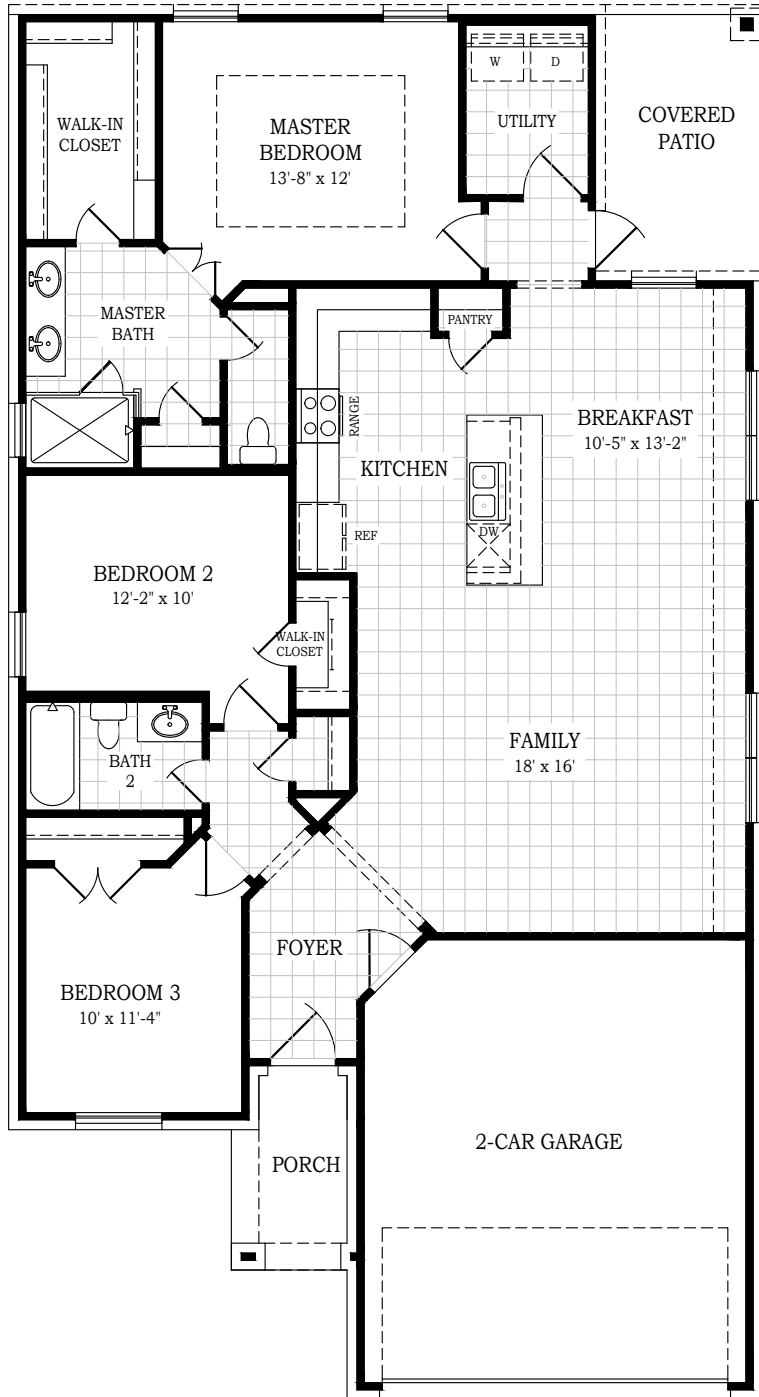 WALK-IN
CLOSET
MASTER
BEDROOM
13'-8" x 12'
W
D
UTILITY
COVERED
PATIO
MASTER
BATH
PANTRY
RANGE
KITCHEN
BREAKFAST
10'-5" x 13'-2"
REF
DW
BEDROOM 2
12'-2" x 10'
WALK-IN
CLOSET
BATH
2
FAMILY
18' x 16'
FOYER
BEDROOM 3
10' x 11'-4"
PORCH
2-CAR GARAGE